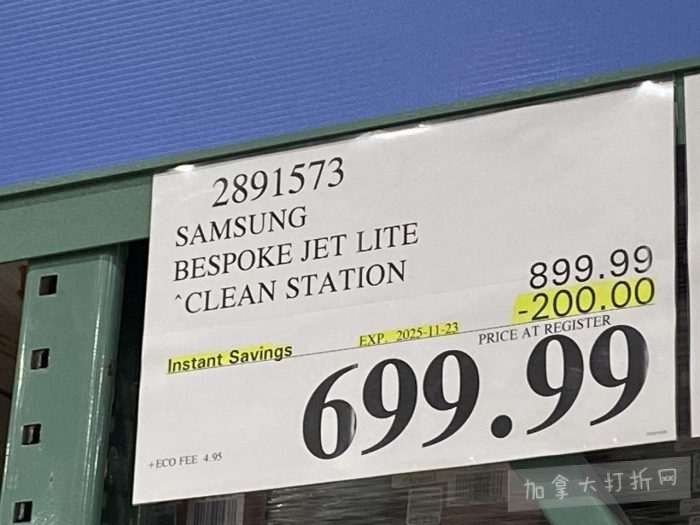 2891573
SAMSUNG
BESPOKE JET LITE
^CLEAN STATION
899.99
-200.00
Instant Savings
EXP. 2025-11-23
PRICE AT REGISTER
699.99
+ECO FEE 4.95
加拿大打折网